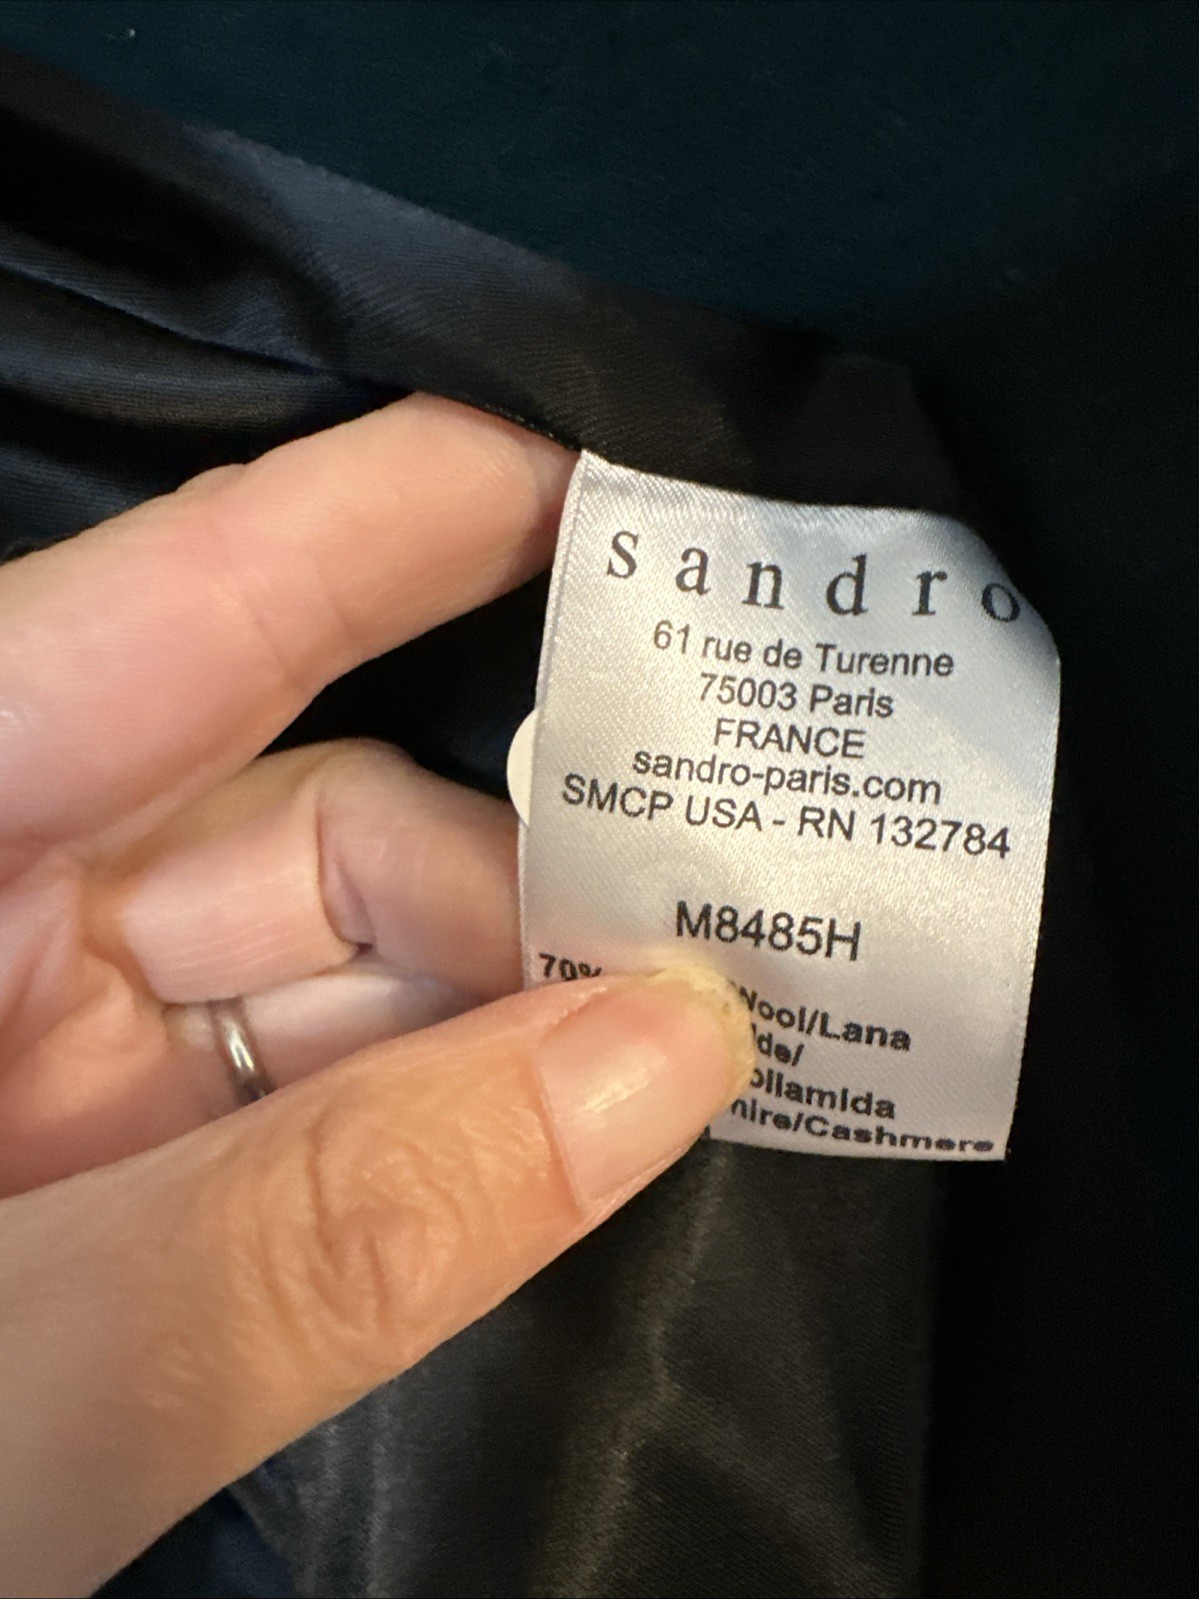 sandro
61 rue de Turenne
75003 Paris
FRANCE
sandro-paris.com
SMCP USA - RN 132784
M8485H
70% Wool/Lana
/Cashmere